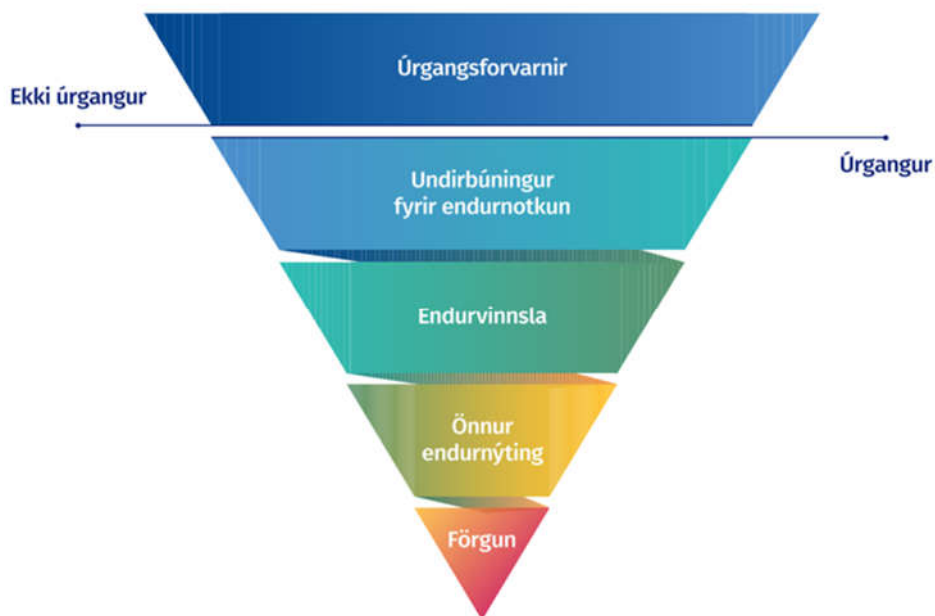 Úrgangsforvarnir
Ekki úrgangur
Úrgangur
Undirbúningur
fyrir endurnotkun
Endurvinnsla
Önnur
endurnýting
Förgun